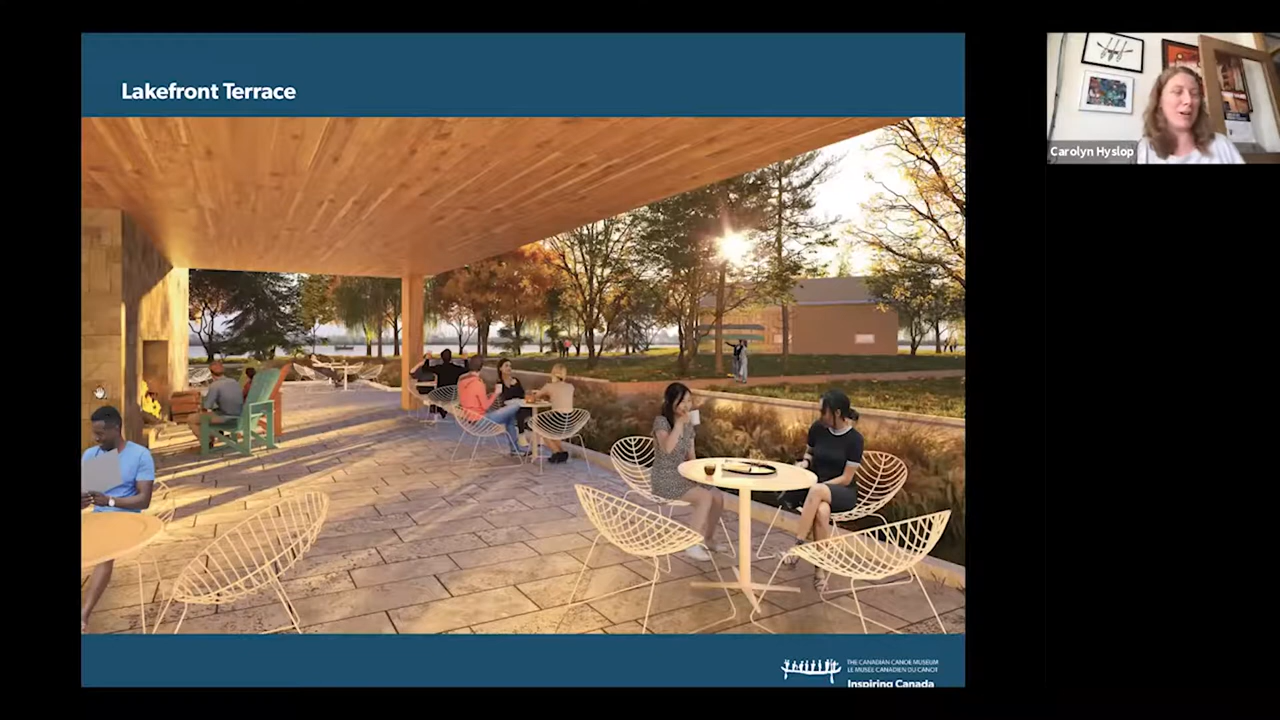 Lakefront Terrace
Carolyn Hyslop
THE CANADIAN CANOE MUSEUM
LE MUSÉE CANADIEN DU CANOT
Inspiring Canada